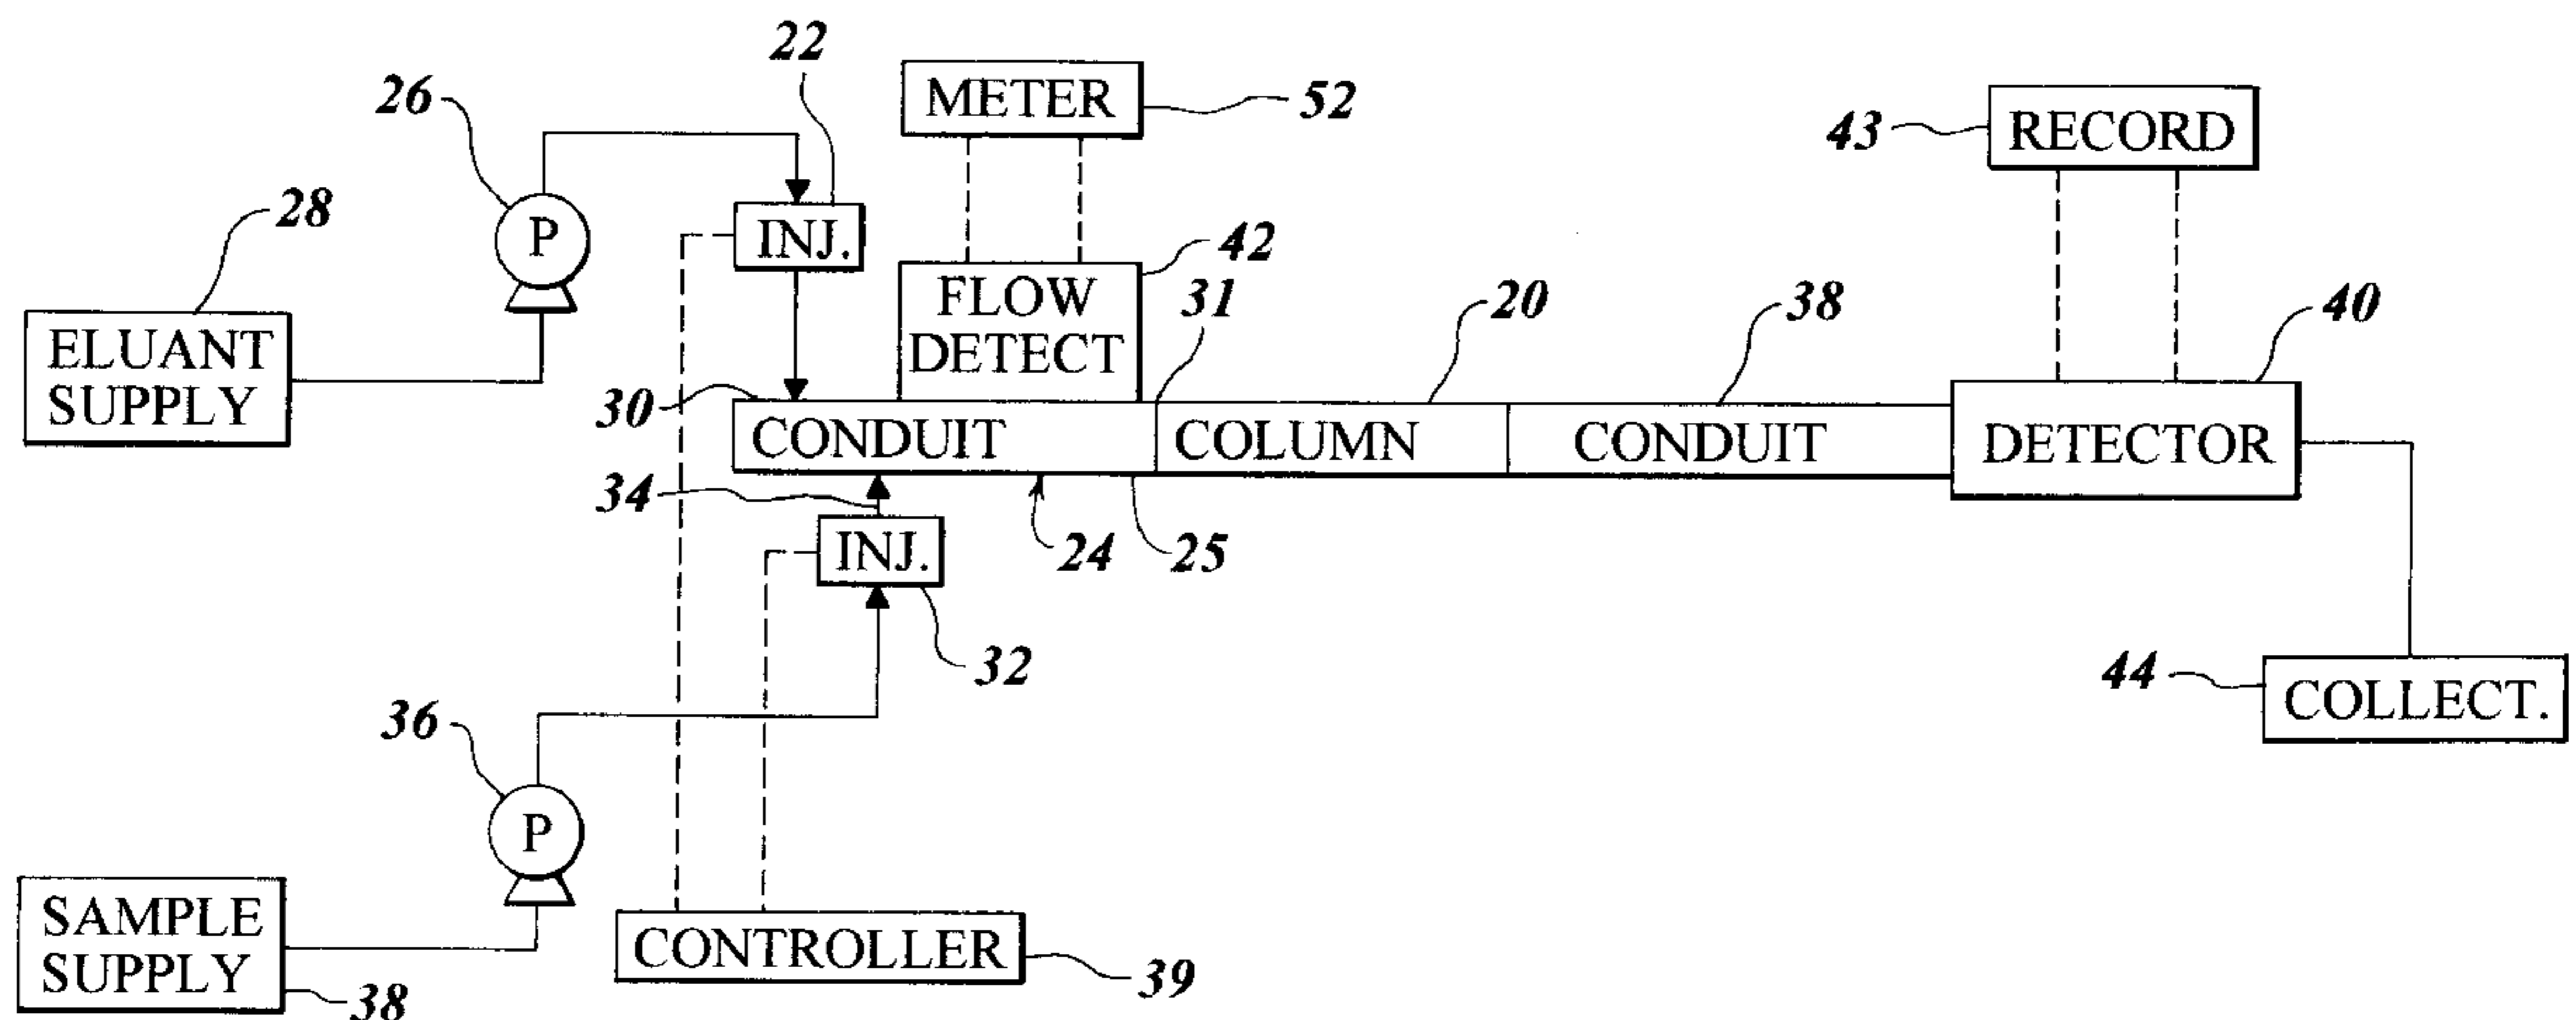 22
26
METER
52
43
RECORD
28
P
INJ.
42
FLOW
DETECT
31
20
38
40
ELUANT
SUPPLY
30
CONDUIT
COLUMN
CONDUIT
DETECTOR
34
INJ.
24
25
32
44
COLLECT.
36
P
SAMPLE
SUPPLY
38
CONTROLLER
39